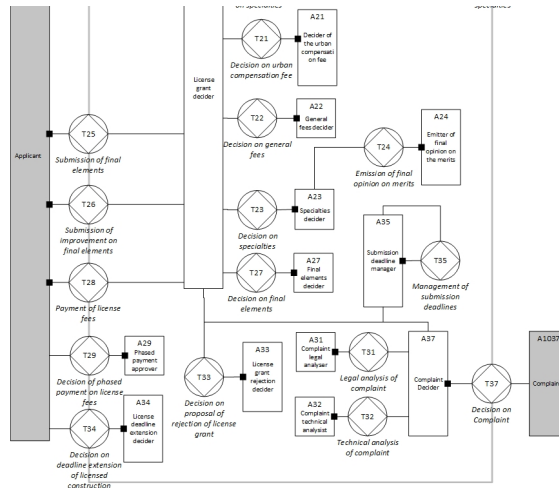 A21
Decider of
the urban
compensati
on fee
T21
Decision on urban
compensation fee
License
grant
decider
A22
General
fees decider
T22
Decision on general
fees
A24
Emitter of
final
opinion on
the merits
T24
Emission of final
opinion on merits
Applicant
T25
Submission of final
elements
A23
Specialties
decider
T23
Decision on
specialties
T26
Submission of
improvement on
final elements
A35
Submission
deadline
manager
T35
Management of
submission
deadlines
A27
Final
elements
decider
T27
Decision on final
elements
T28
Payment of license
fees
A29
Phased
payment
approver
T29
Decision of phased
payment on license
fees
A33
License
grant
rejection
decider
T33
Decision on
proposal of
rejection of license
grant
A31
Complaint
legal
analyser
T31
Legal analysis of
complaint
A37
Complaint
Decider
T37
Decision on
Complaint
A1037
Complain
A34
License
deadline
extension
decider
T34
Decision on
deadline extension
of licensed
construction
A32
Complaint
technical
analysist
T32
Technical analysis
of complaint